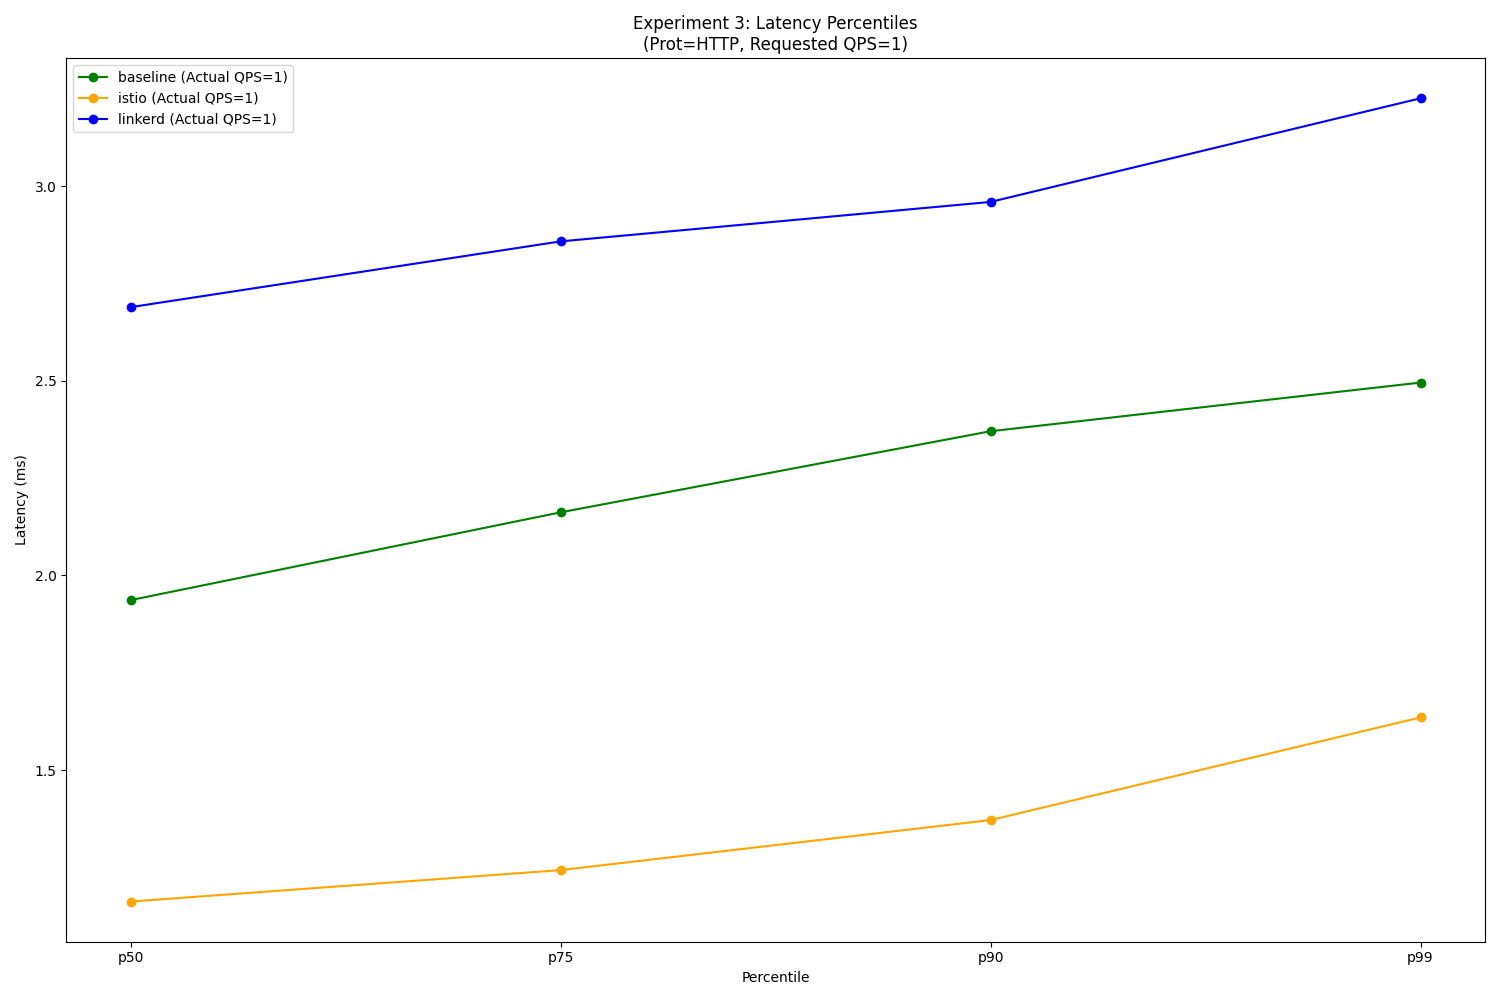 Experiment 3: Latency Percentiles
(Prot=HTTP, Requested QPS=1)
baseline (Actual QPS=1)
istio (Actual QPS=1)
linkerd (Actual QPS=1)
Latency (ms)
3.0
2.5
2.0
1.5
p50 p75 p90 p99
Percentile